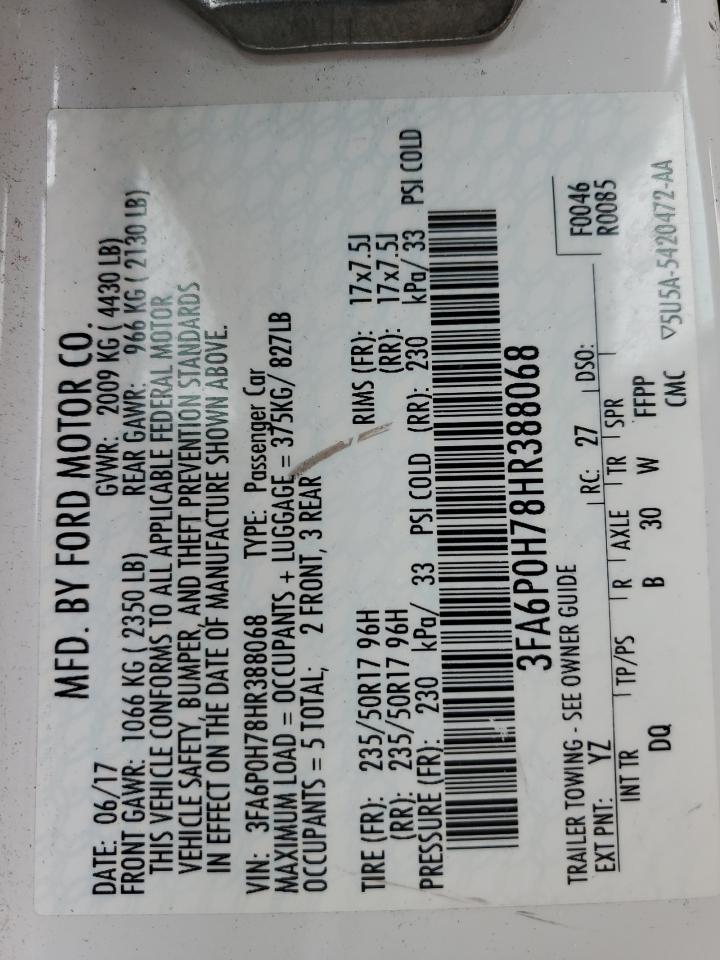 MFD. BY FORD MOTOR CO.
DATE: 06/17 GVWR: 2009 KG ( 4430 LB)
FRONT GAWR: 1066 KG ( 2350 LB) REAR GAWR: 966 KG ( 2130 LB)
THIS VEHICLE CONFORMS TO ALL APPLICABLE FEDERAL MOTOR
VEHICLE SAFETY, BUMPER, AND THEFT PREVENTION STANDARDS
IN EFFECT ON THE DATE OF MANUFACTURE SHOWN ABOVE.
VIN: 3FA6P0H78HR388068 TYPE: Passenger Car
MAXIMUM LOAD = OCCUPANTS + LUGGAGE = 375KG/ 827LB
OCCUPANTS = 5 TOTAL; 2 FRONT, 3 REAR
TIRE (FR): 235/50R17 96H RIMS (FR): 17x7.5J
(RR): 235/50R17 96H (RR): 17x7.5J
PRESSURE (FR): 230 kPa/ 33 PSI COLD (RR): 230 kPa/ 33 PSI COLD
3FA6P0H78HR388068
TRAILER TOWING - SEE OWNER GUIDE
F0046
R0085
EXT PNT: YZ RC: 27 DSO:
INT TR TP/PS R AXLE TR SPR
DQ B 30 W FFPP
CMC
▽5U5A-5420472-AA